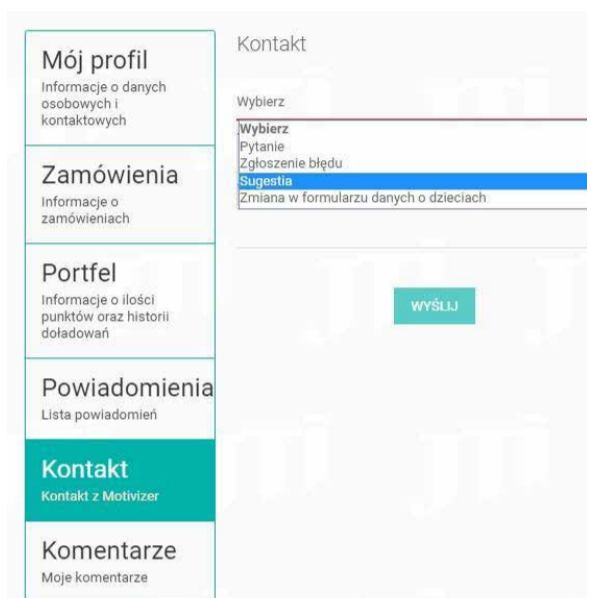 Mój profil
Informacje o danych
osobowych i
kontaktowych
Zamówienia
Informacje o
zamówieniach
Portfel
Informacje o ilości
punktów oraz historii
doładowań
Powiadomienia
Lista powiadomień
Kontakt
Kontakt z Motivizer
Komentarze
Moje komentarze
Kontakt
Wybierz
Wybierz
Pytanie
Zgłoszenie błędu
Sugestia
Zmiana w formularzu danych o dzieciach
WYŚLIJ